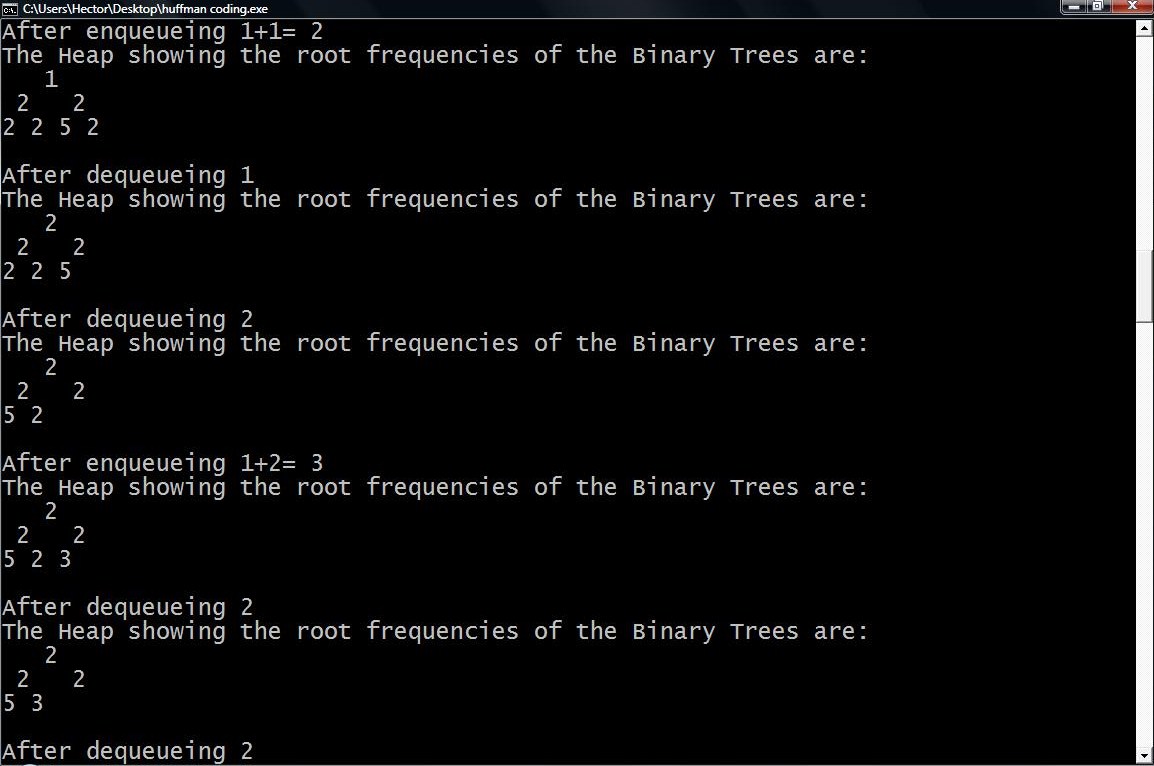 C:\Users\Hector\Desktop\huffman coding.exe
After enqueueing 1+1= 2
The Heap showing the root frequencies of the Binary Trees are:
   1
 2   2
2 2 5 2
After dequeueing 1
The Heap showing the root frequencies of the Binary Trees are:
   2
 2   2
2 2 5
After dequeueing 2
The Heap showing the root frequencies of the Binary Trees are:
   2
 2   2
5 2
After enqueueing 1+2= 3
The Heap showing the root frequencies of the Binary Trees are:
   2
 2   2
5 2 3
After dequeueing 2
The Heap showing the root frequencies of the Binary Trees are:
   2
 2   2
5 3
After dequeueing 2